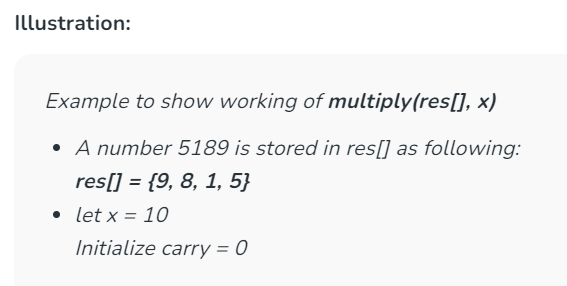 Illustration:
Example to show working of multiply(res[], x)
• A number 5189 is stored in res[] as following:
res[] = {9, 8, 1, 5}
• let x = 10
Initialize carry = 0